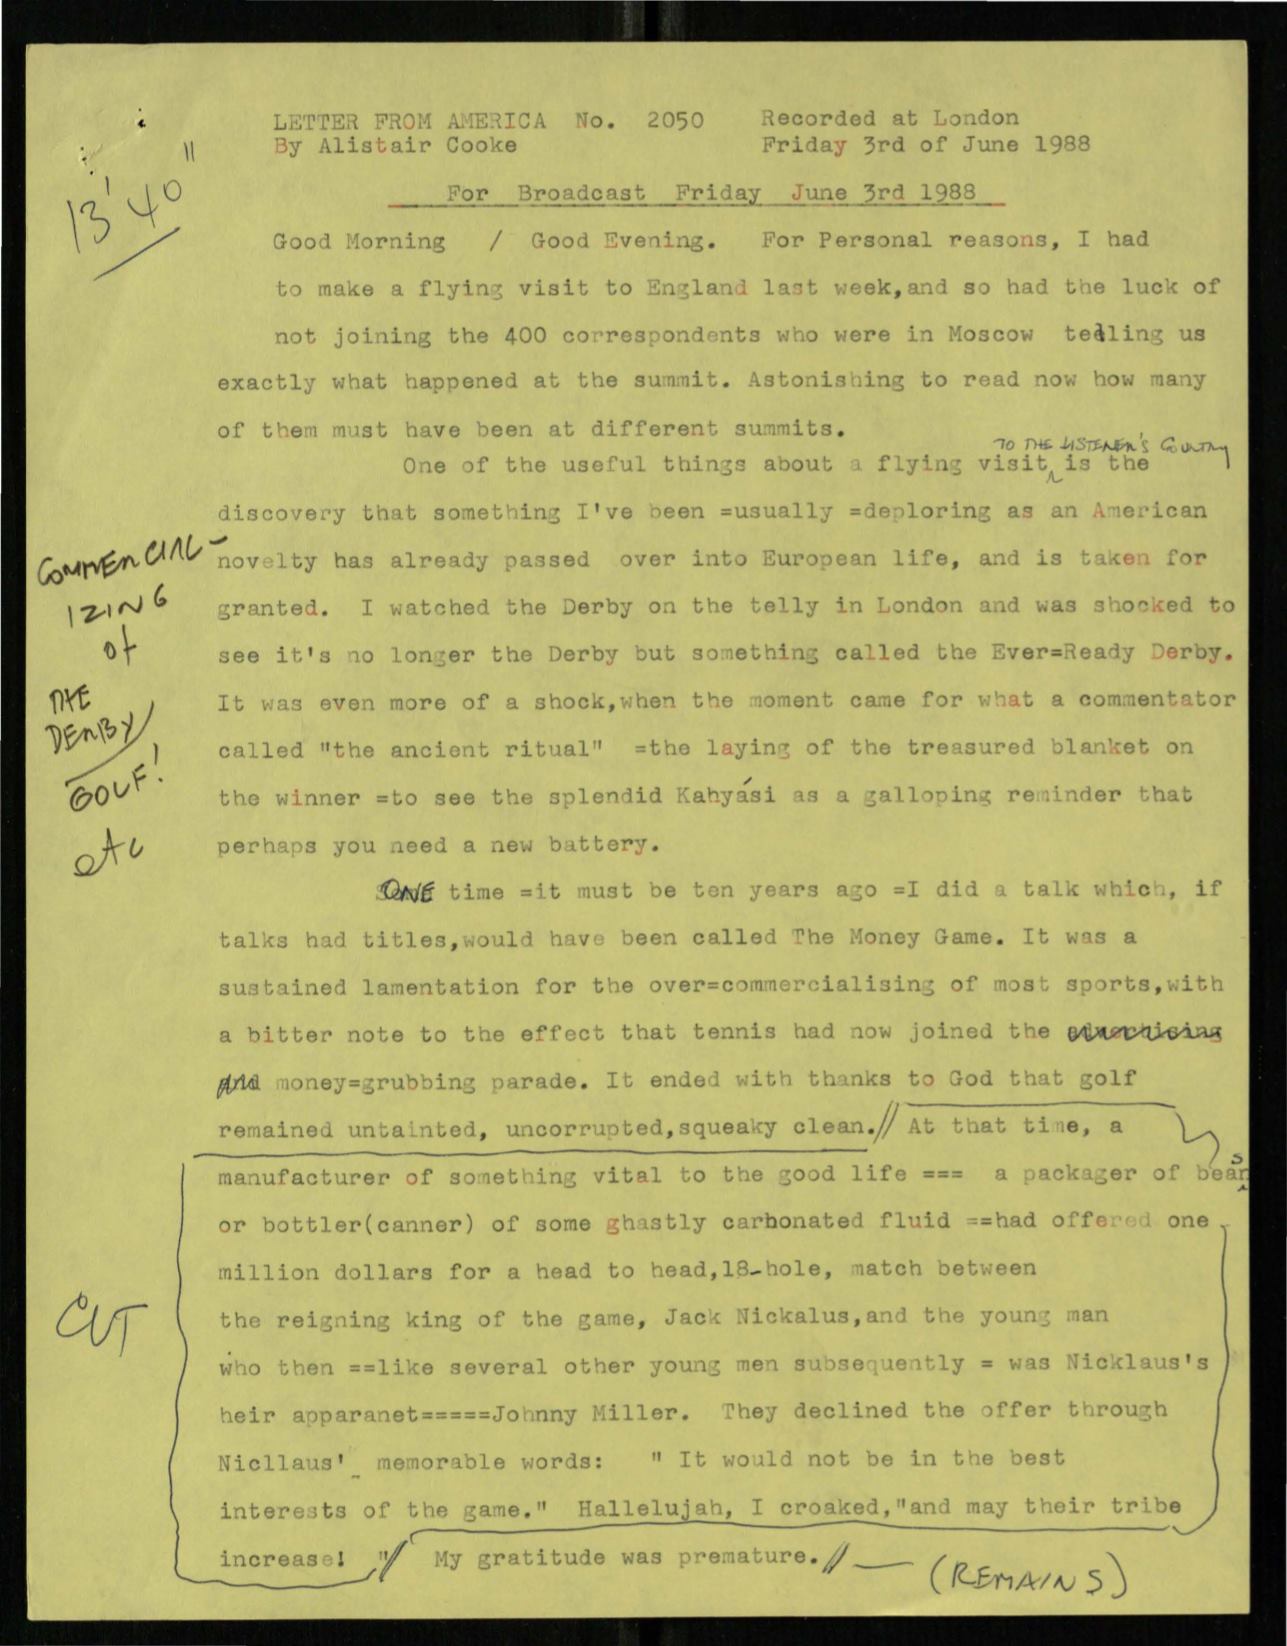 LETTER FROM AMERICA No. 2050 Recorded at London
By Alistair Cooke Friday 3rd of June 1988
13' 40"
For Broadcast Friday June 3rd 1988
Good Morning / Good Evening. For Personal reasons, I had
to make a flying visit to England last week,and so had the luck of
not joining the 400 correspondents who were in Moscow telling us
exactly what happened at the summit. Astonishing to read now how many
of them must have been at different summits.
TO THE LISTENER'S COUNTRY
One of the useful things about a flying visit is the
discovery that something I've been =usually =deploring as an American
novelty has already passed over into European life, and is taken for
granted. I watched the Derby on the telly in London and was shocked to
see it's no longer the Derby but something called the Ever=Ready Derby.
It was even more of a shock,when the moment came for what a commentator
called "the ancient ritual" =the laying of the treasured blanket on
the winner =to see the splendid Kahyási as a galloping reminder that
perhaps you need a new battery.
COMMERCIAL-
IZING
of
THE
DERBY
GOLF!
etc
ONE time =it must be ten years ago =I did a talk which, if
talks had titles,would have been called The Money Game. It was a
sustained lamentation for the over=commercialising of most sports,with
a bitter note to the effect that tennis had now joined the
money=grubbing parade. It ended with thanks to God that golf
remained untainted, uncorrupted,squeaky clean.// At that time, a
manufacturer of something vital to the good life === a packager of beans
or bottler(canner) of some ghastly carbonated fluid ==had offered one
million dollars for a head to head,18-hole, match between
the reigning king of the game, Jack Nickalus,and the young man
who then ==like several other young men subsequently = was Nicklaus's
heir apparanet=====Johnny Miller. They declined the offer through
Nicllaus' memorable words: " It would not be in the best
interests of the game." Hallelujah, I croaked,"and may their tribe
increase! "// My gratitude was premature.// — (REMAINS)
CUT